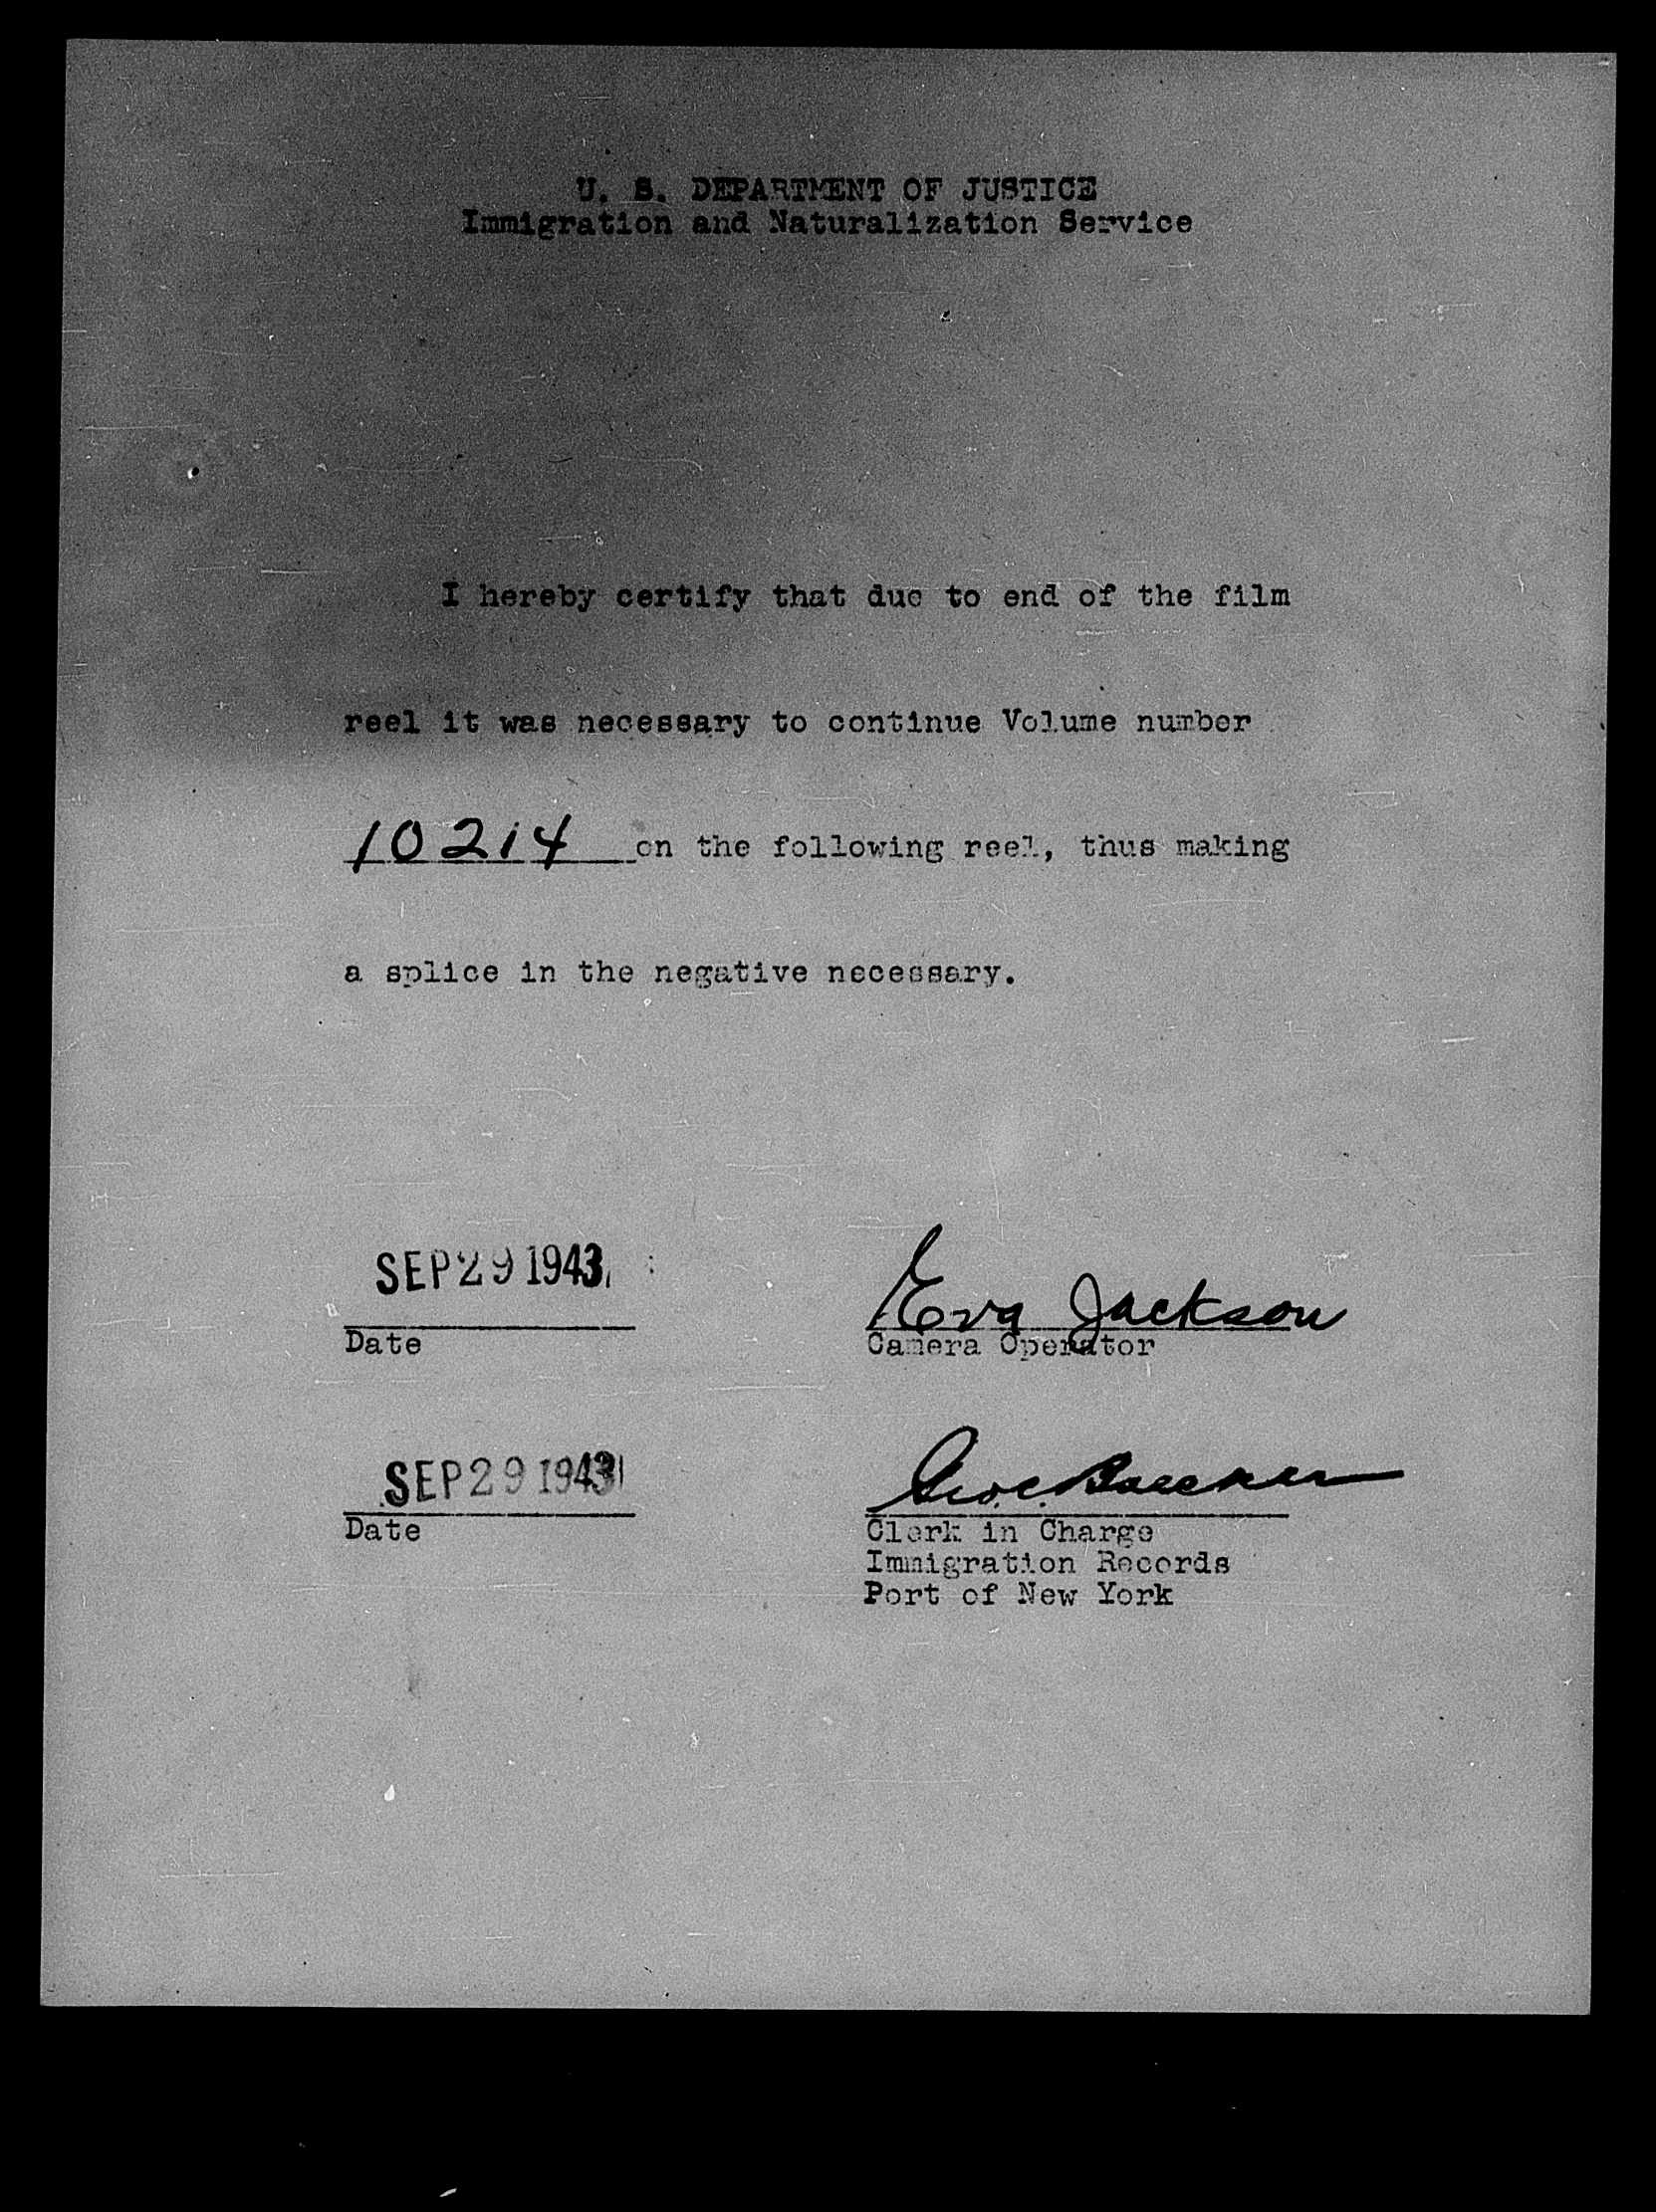 U. S. DEPARTMENT OF JUSTICE
Immigration and Naturalization Service
I hereby certify that due to end of the film
reel it was necessary to continue Volume number
10214 on the following reel, thus making
a splice in the negative necessary.
SEP 29 1943
Eva Jackson
Date
Camera Operator
SEP 29 1943
Geo. C.
Date
Clerk in Charge
Immigration Records
Port of New York